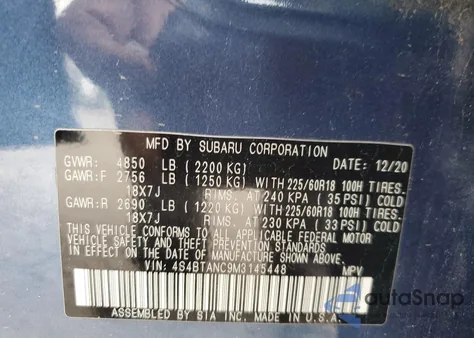 MFD BY SUBARU CORPORATION
GVWR: 4850 LB (2200 KG) DATE: 12/20
GAWR:F 2756 LB (1250 KG) WITH 225/60R18 100H TIRES.
18X7J RIMS. AT 240 KPA (35 PSI) COLD
GAWR:R 2690 LB (1220 KG) WITH 225/60R18 100H TIRES.
18X7J RIMS. AT 230 KPA (33 PSI) COLD
THIS VEHICLE CONFORMS TO ALL APPLICABLE FEDERAL MOTOR
VEHICLE SAFETY STANDARDS IN EFFECT ON THE DATE OF
MANUFACTURE SHOWN ABOVE.
VIN: 4S4BTANC9M3145448 MPV
ASSEMBLED BY SIA INC. MADE IN U.S.A.
autoSnap